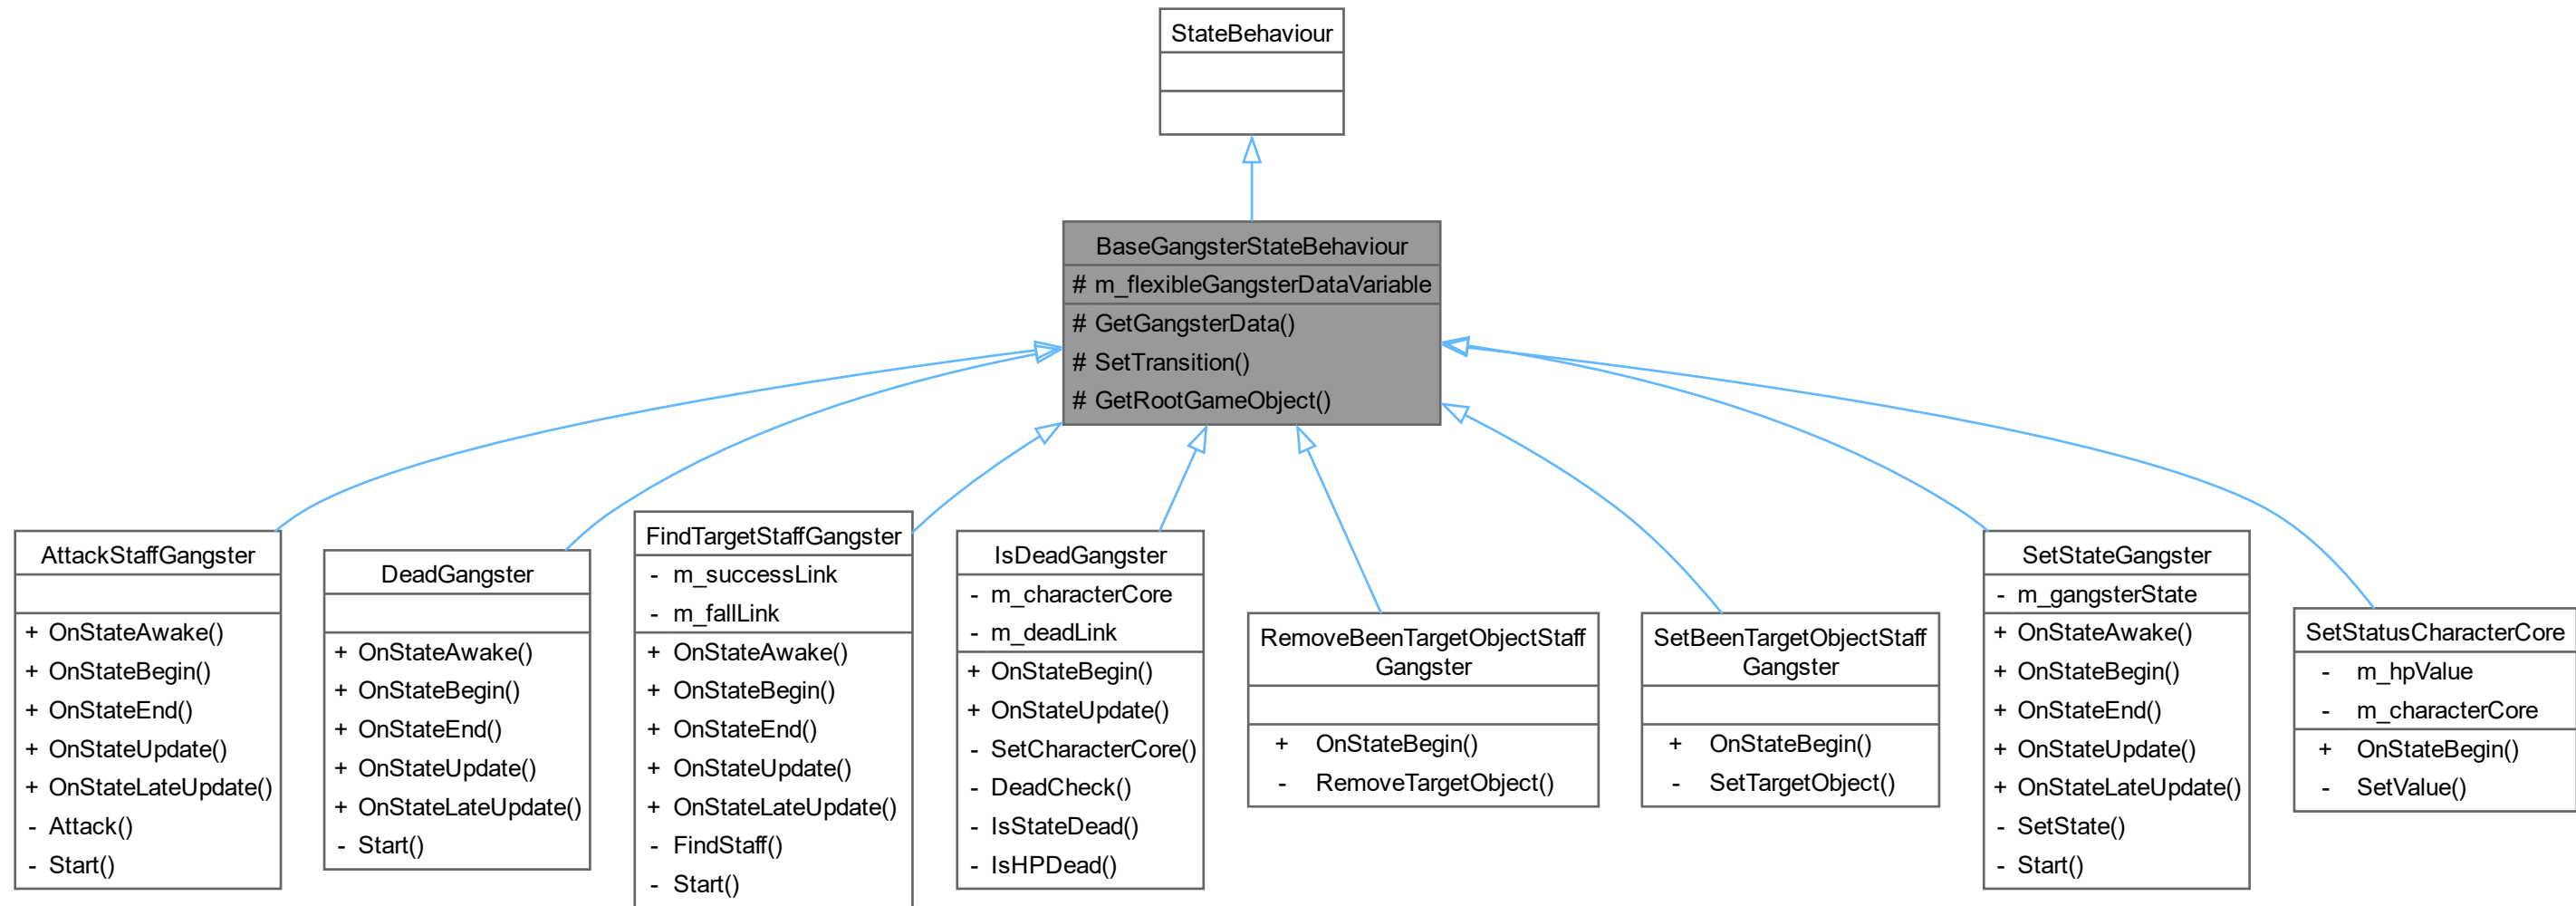 StateBehaviour
BaseGangsterStateBehaviour
# m_flexibleGangsterDataVariable
# GetGangsterData()
# SetTransition()
# GetRootGameObject()
AttackStaffGangster
+ OnStateAwake()
+ OnStateBegin()
+ OnStateEnd()
+ OnStateUpdate()
+ OnStateLateUpdate()
- Attack()
- Start()
DeadGangster
+ OnStateAwake()
+ OnStateBegin()
+ OnStateEnd()
+ OnStateUpdate()
+ OnStateLateUpdate()
- Start()
FindTargetStaffGangster
- m_successLink
- m_fallLink
+ OnStateAwake()
+ OnStateBegin()
+ OnStateEnd()
+ OnStateUpdate()
+ OnStateLateUpdate()
- FindStaff()
- Start()
IsDeadGangster
- m_characterCore
- m_deadLink
+ OnStateBegin()
+ OnStateUpdate()
- SetCharacterCore()
- DeadCheck()
- IsStateDead()
- IsHPDead()
RemoveBeenTargetObjectStaff
Gangster
+ OnStateBegin()
- RemoveTargetObject()
SetBeenTargetObjectStaff
Gangster
+ OnStateBegin()
- SetTargetObject()
SetStateGangster
- m_gangsterState
+ OnStateAwake()
+ OnStateBegin()
+ OnStateEnd()
+ OnStateUpdate()
+ OnStateLateUpdate()
- SetState()
- Start()
SetStatusCharacterCore
- m_hpValue
- m_characterCore
+ OnStateBegin()
- SetValue()